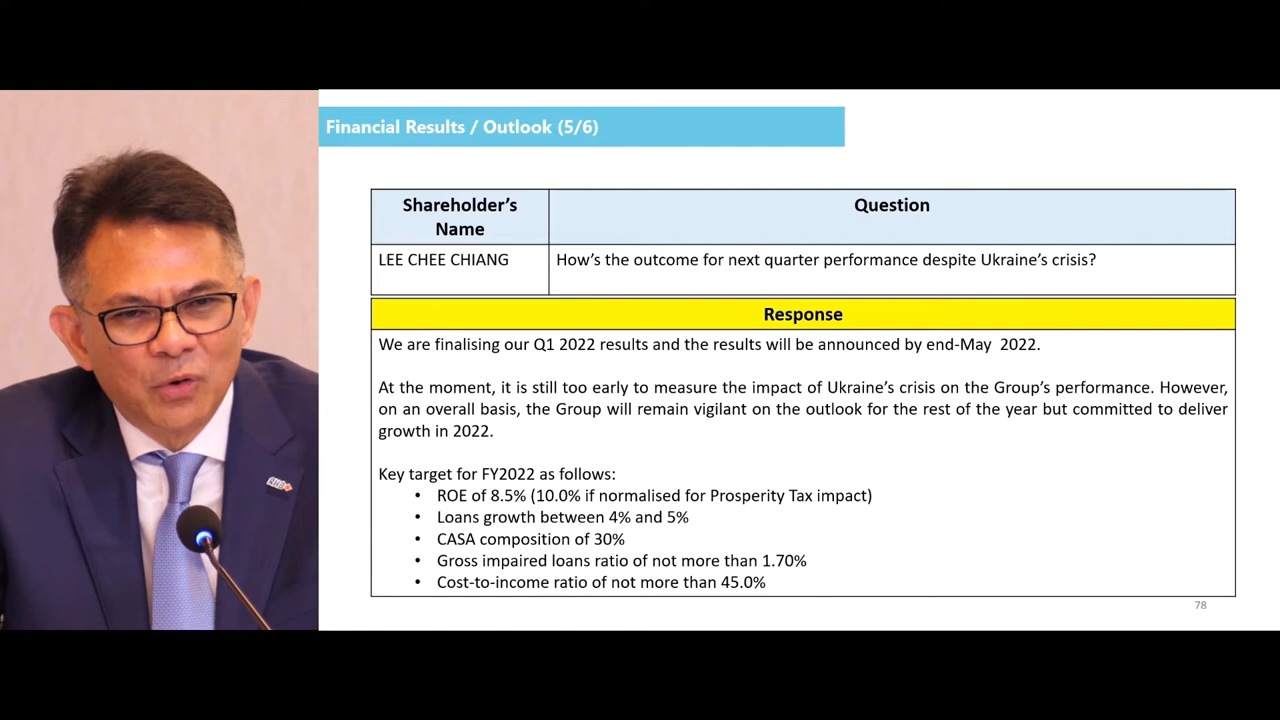 Financial Results / Outlook (5/6)
Shareholder's
Name
Question
LEE CHEE CHIANG
How's the outcome for next quarter performance despite Ukraine's crisis?
Response
We are finalising our Q1 2022 results and the results will be announced by end-May  2022.
At the moment, it is still too early to measure the impact of Ukraine's crisis on the Group's performance. However,
on an overall basis, the Group will remain vigilant on the outlook for the rest of the year but committed to deliver
growth in 2022.
Key target for FY2022 as follows:
• ROE of 8.5% (10.0% if normalised for Prosperity Tax impact)
• Loans growth between 4% and 5%
• CASA composition of 30%
• Gross impaired loans ratio of not more than 1.70%
• Cost-to-income ratio of not more than 45.0%
78
RHB